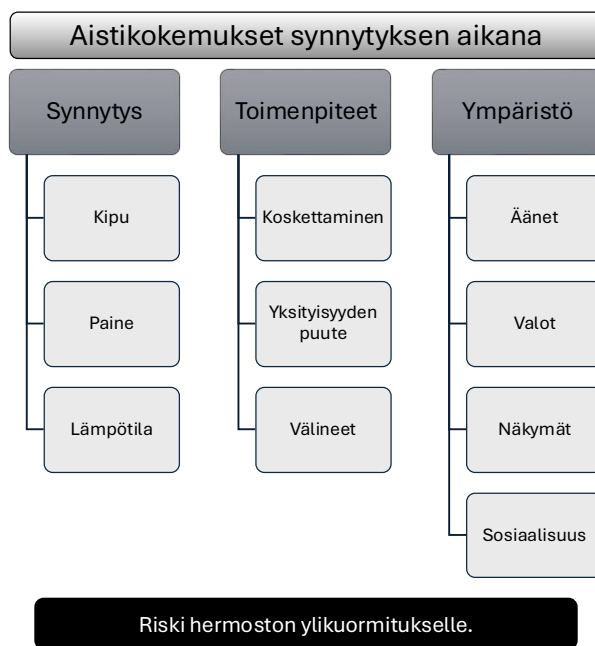 Aistikokemukset synnytyksen aikana
Synnytys
Kipu
Paine
Lämpötila
Toimenpiteet
Koskettaminen
Yksityisyyden
puute
Välineet
Ympäristö
Äänet
Valot
Näkymät
Sosiaalisuus
Riski hermoston ylikuormitukselle.